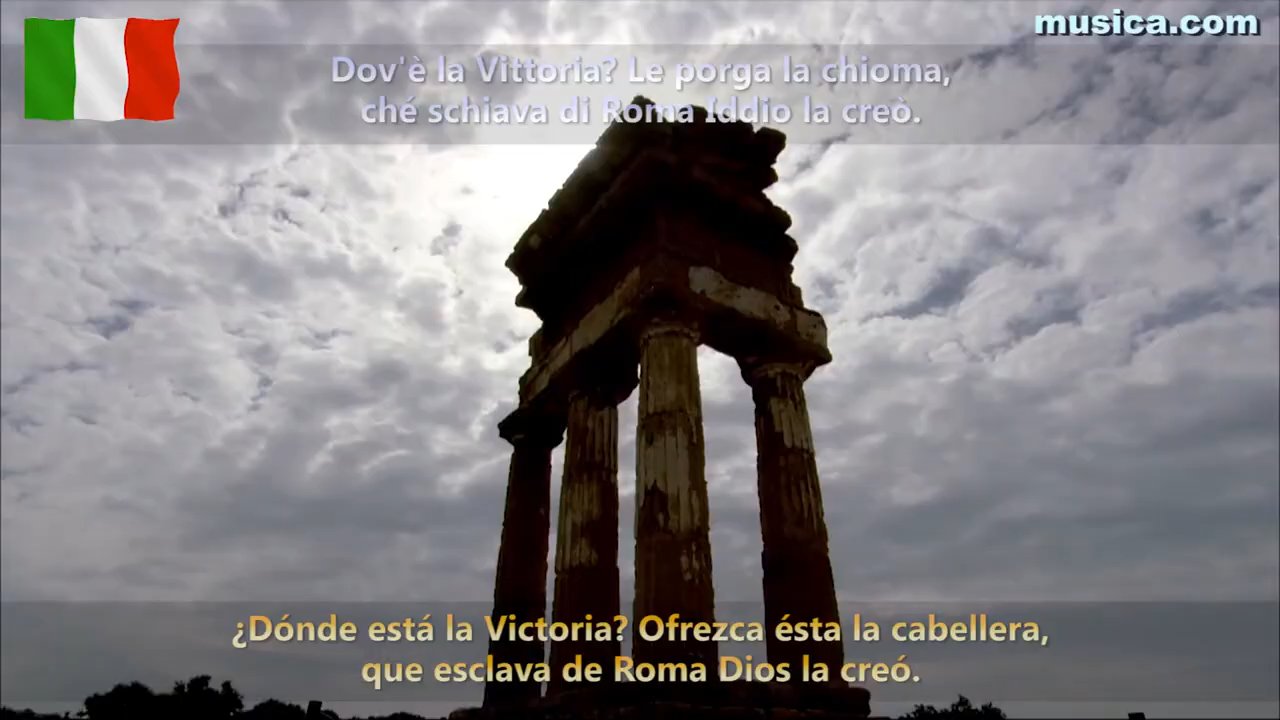 musica.com
Dov'è la Vittoria? Le porga la chioma,
ché schiava di Roma Iddio la creò.
¿Dónde está la Victoria? Ofrezca ésta la cabellera,
que esclava de Roma Dios la creó.